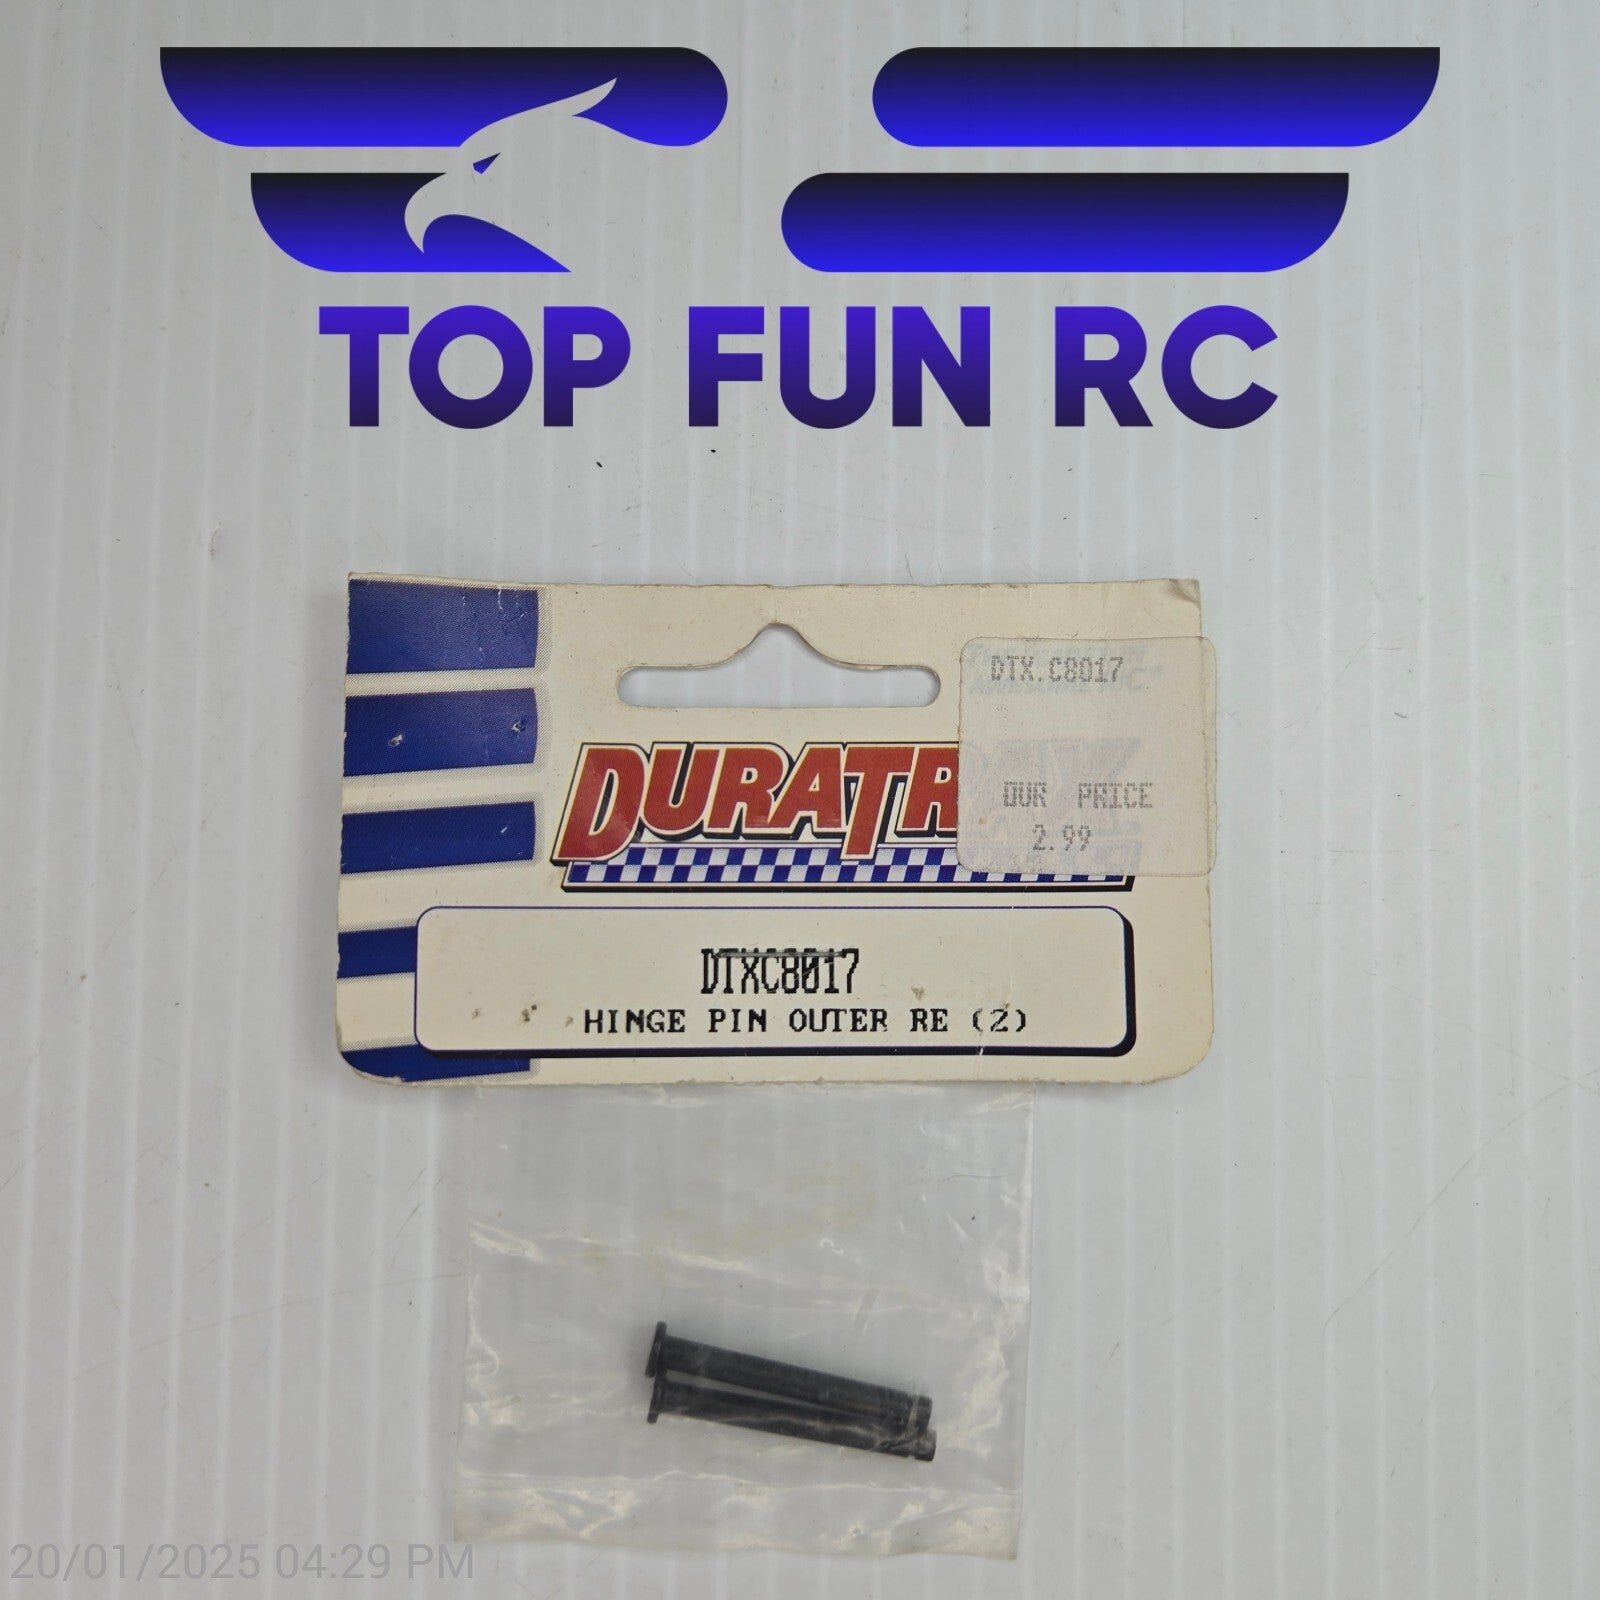 TOP FUN RC
DTX.C8017
DURATR
OUR PRICE
2.99
DTXC8017
HINGE PIN OUTER RE (2)
20/01/2025 04:29 PM